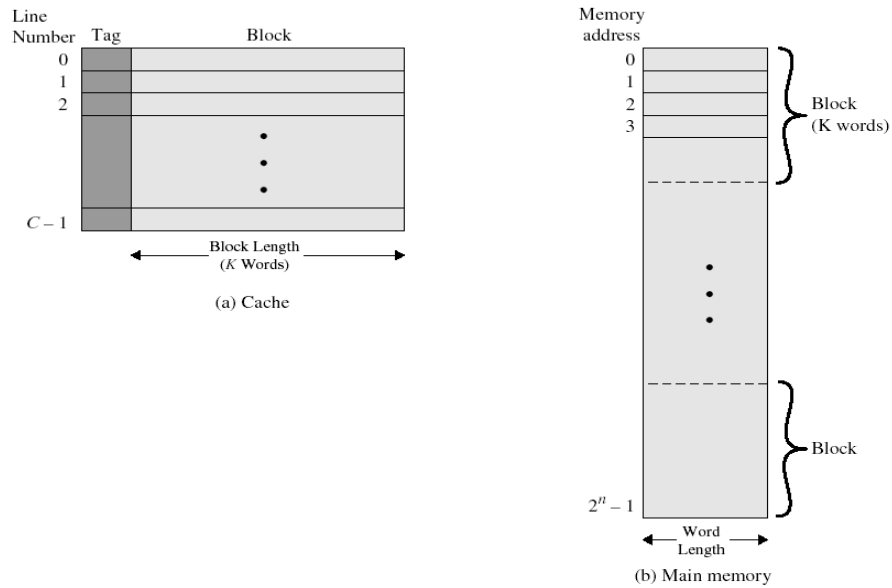 Line
Number Tag Block
0
1
2
C – 1
Block Length
(K Words)
(a) Cache
Memory
address
0
1
2
3
Block
(K words)
Block
2ⁿ – 1
Word
Length
(b) Main memory